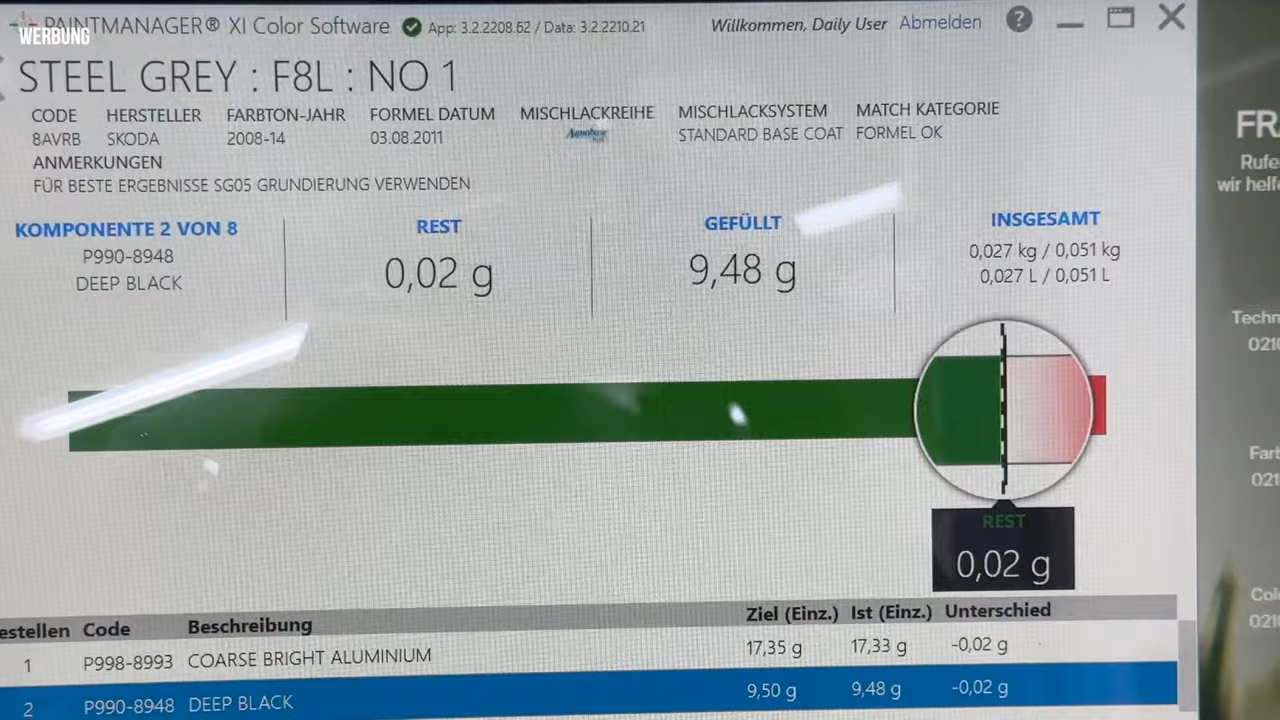 PAINTMANAGER® XI Color Software App: 3.2.2208.62 / Data: 3.2.2210.21 Willkommen, Daily User Abmelden ?
WERBUNG
STEEL GREY : F8L : NO 1
CODE HERSTELLER FARBTON-JAHR FORMEL DATUM MISCHLACKREIHE MISCHLACKSYSTEM MATCH KATEGORIE
8AVRB SKODA 2008-14 03.08.2011 Aquabase STANDARD BASE COAT FORMEL OK
ANMERKUNGEN
FÜR BESTE ERGEBNISSE SG05 GRUNDIERUNG VERWENDEN
KOMPONENTE 2 VON 8 REST GEFÜLLT INSGESAMT
P990-8948 0,02 g 9,48 g 0,027 kg / 0,051 kg
DEEP BLACK 0,027 L / 0,051 L
REST
0,02 g
estellen Code Beschreibung Ziel (Einz.) Ist (Einz.) Unterschied
1 P998-8993 COARSE BRIGHT ALUMINIUM 17,35 g 17,33 g -0,02 g
2 P990-8948 DEEP BLACK 9,50 g 9,48 g -0,02 g
FR
Rufe
wir helf
Techn
021
Farb
021
Col
021